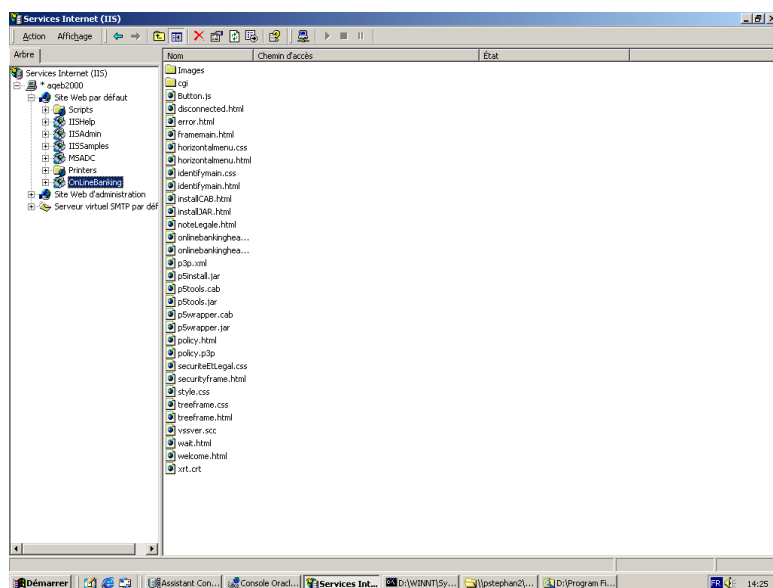 Services Internet (IIS)
Action Affichage
Arbre
Nom Chemin d'accès État
Services Internet (IIS)
* aqeb2000
Site Web par défaut
Scripts
IISHelp
IISAdmin
IISSamples
MSADC
Printers
OnLineBanking
Site Web d'administration
Serveur virtuel SMTP par déf
Images
cgi
Button.js
disconnected.html
error.html
framemain.html
horizontalmenu.css
horizontalmenu.html
identifymain.css
identifymain.html
installCAB.html
installJAR.html
noteLegale.html
onlinebankinghea...
onlinebankinghea...
p3p.xml
p5install.jar
p5tools.cab
p5tools.jar
p5wrapper.cab
p5wrapper.jar
policy.html
policy.p3p
securiteEtLegal.css
securityframe.html
style.css
treeframe.css
treeframe.html
vssver.scc
wait.html
welcome.html
xrt.crt
Démarrer Assistant Con... Console Oracl... Services Int... D:\WINNT\Sy... \\pstephan2\... D:\Program Fi... FR 14:25